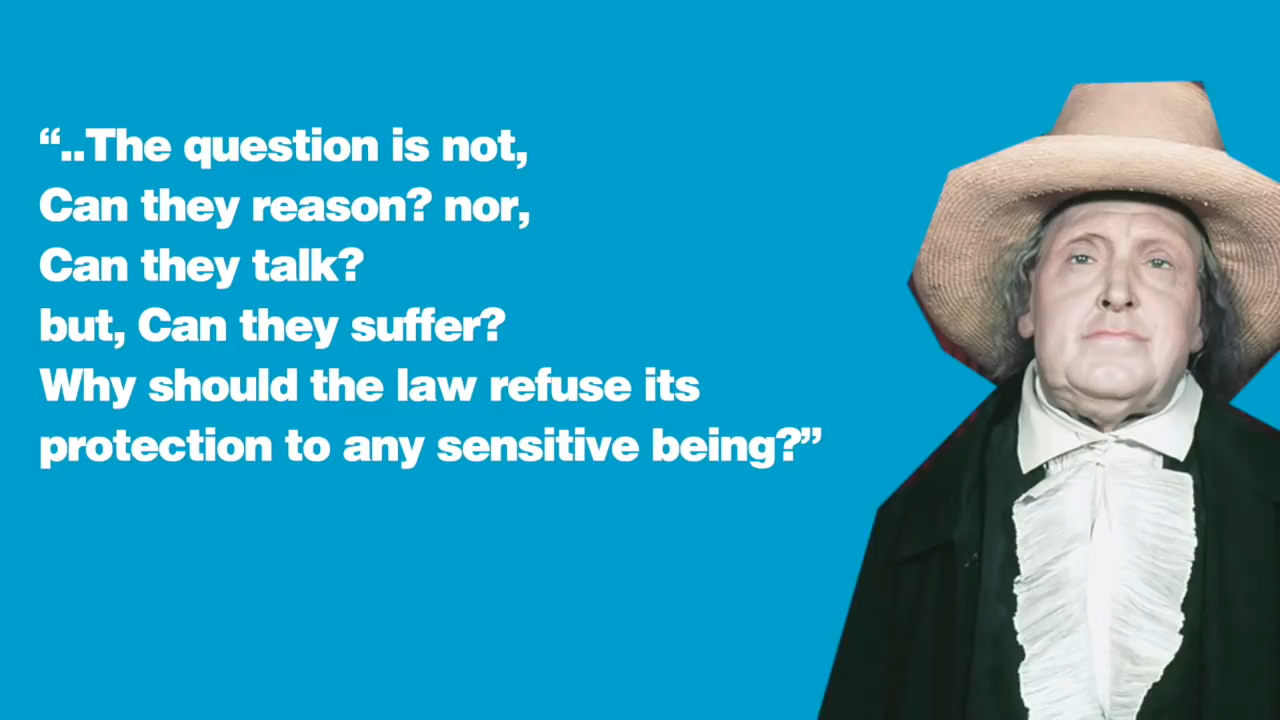 “..The question is not,
Can they reason? nor,
Can they talk?
but, Can they suffer?
Why should the law refuse its
protection to any sensitive being?”